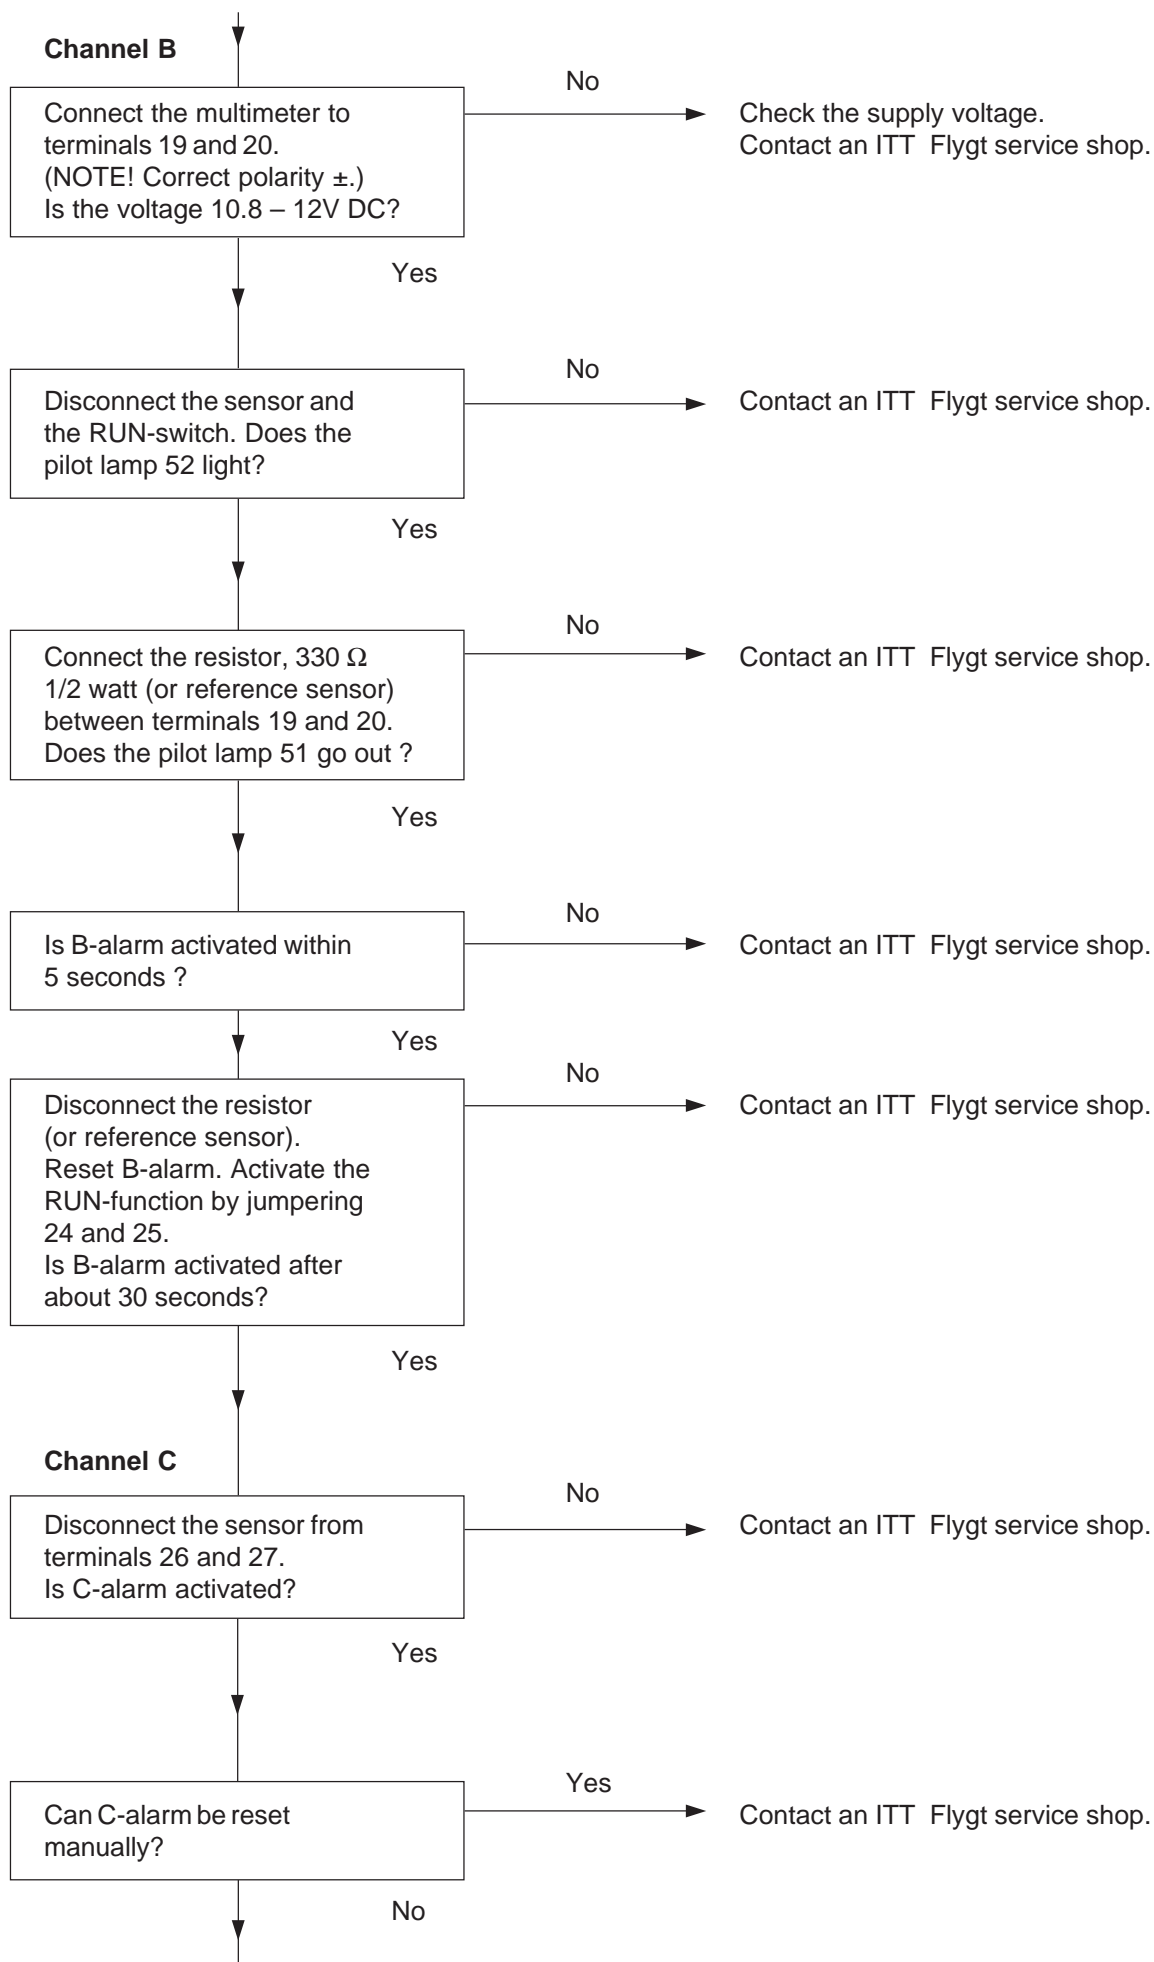 Channel B
No
Connect the multimeter to
terminals 19 and 20.
(NOTE! Correct polarity ±.)
Is the voltage 10.8 – 12V DC?
Check the supply voltage.
Contact an ITT Flygt service shop.
Yes
No
Disconnect the sensor and
the RUN-switch. Does the
pilot lamp 52 light?
Contact an ITT Flygt service shop.
Yes
No
Connect the resistor, 330 Ω
1/2 watt (or reference sensor)
between terminals 19 and 20.
Does the pilot lamp 51 go out ?
Contact an ITT Flygt service shop.
Yes
No
Is B-alarm activated within
5 seconds ?
Contact an ITT Flygt service shop.
Yes
No
Disconnect the resistor
(or reference sensor).
Reset B-alarm. Activate the
RUN-function by jumpering
24 and 25.
Is B-alarm activated after
about 30 seconds?
Contact an ITT Flygt service shop.
Yes
Channel C
No
Disconnect the sensor from
terminals 26 and 27.
Is C-alarm activated?
Contact an ITT Flygt service shop.
Yes
Yes
Can C-alarm be reset
manually?
Contact an ITT Flygt service shop.
No